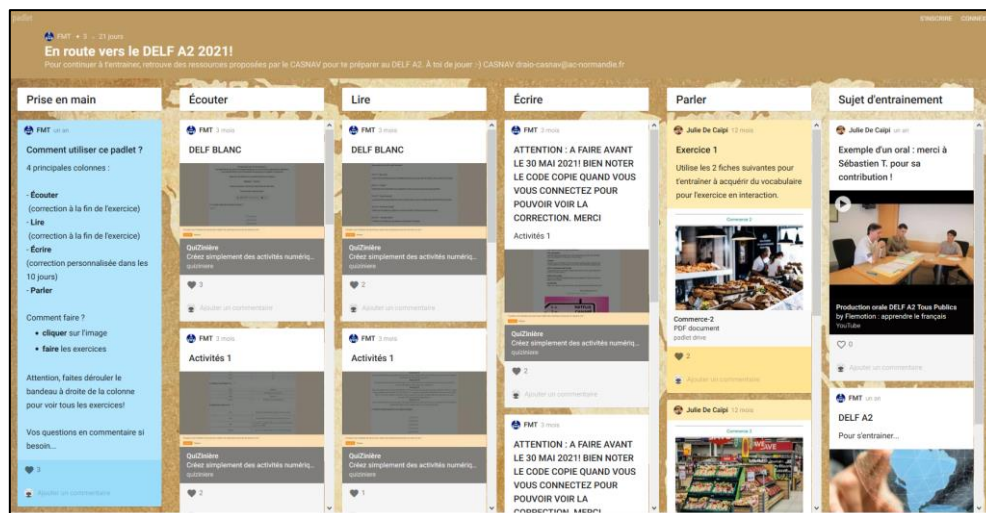 padlet
S'INSCRIRE
FMT + 3 . 21 jours
En route vers le DELF A2 2021!
Pour continuer à t'entrainer, retrouve des ressources proposées par le CASNAV pour te préparer au DELF A2. À toi de jouer :-) CASNAV draio-casnav@ac-normandie.fr
Prise en main
FMT un an
Comment utiliser ce padlet ?
4 principales colonnes :
- Écouter
(correction à la fin de l'exercice)
- Lire
(correction à la fin de l'exercice)
- Écrire
(correction personnalisée dans les
10 jours)
- Parler
Comment faire ?
• cliquer sur l'image
• faire les exercices
Attention, faites dérouler le
bandeau à droite de la colonne
pour voir tous les exercices!
Vos questions en commentaire si
besoin...
3
Ajouter un commentaire
Écouter
FMT 3 mois
DELF BLANC
QuiZinière
Créez simplement des activités numériq...
quiziniere
3
Ajouter un commentaire
FMT 3 mois
Activités 1
QuiZinière
Créez simplement des activités numériq...
quiziniere
2
Lire
FMT 3 mois
DELF BLANC
QuiZinière
Créez simplement des activités numériq...
quiziniere
2
Ajouter un commentaire
FMT 3 mois
Activités 1
QuiZinière
Créez simplement des activités numériq...
quiziniere
1
Écrire
FMT 3 mois
ATTENTION : A FAIRE AVANT
LE 30 MAI 2021! BIEN NOTER
LE CODE COPIE QUAND VOUS
VOUS CONNECTEZ POUR
POUVOIR VOIR LA
CORRECTION. MERCI
Activités 1
QuiZinière
Créez simplement des activités numériq...
quiziniere
2
Ajouter un commentaire
FMT 3 mois
ATTENTION : A FAIRE AVANT
LE 30 MAI 2021! BIEN NOTER
LE CODE COPIE QUAND VOUS
VOUS CONNECTEZ POUR
POUVOIR VOIR LA
CORRECTION. MERCI
Parler
Julie De Caïpi 12 mois
Exercice 1
Utilise les 2 fiches suivantes pour
t'entraîner à acquérir du vocabulaire
pour l'exercice en interaction.
Commerce 2
Commerce-2
PDF document
padlet drive
2
Ajouter un commentaire
Julie De Caïpi 12 mois
Commerce 2
Sujet d'entrainement
Julie De Caïpi un an
Exemple d'un oral : merci à
Sébastien T. pour sa
contribution !
Production orale DELF A2 Tous Publics
by Flemotion : apprendre le français
YouTube
0
Ajouter un commentaire
FMT un an
DELF A2
Pour s'entrainer...